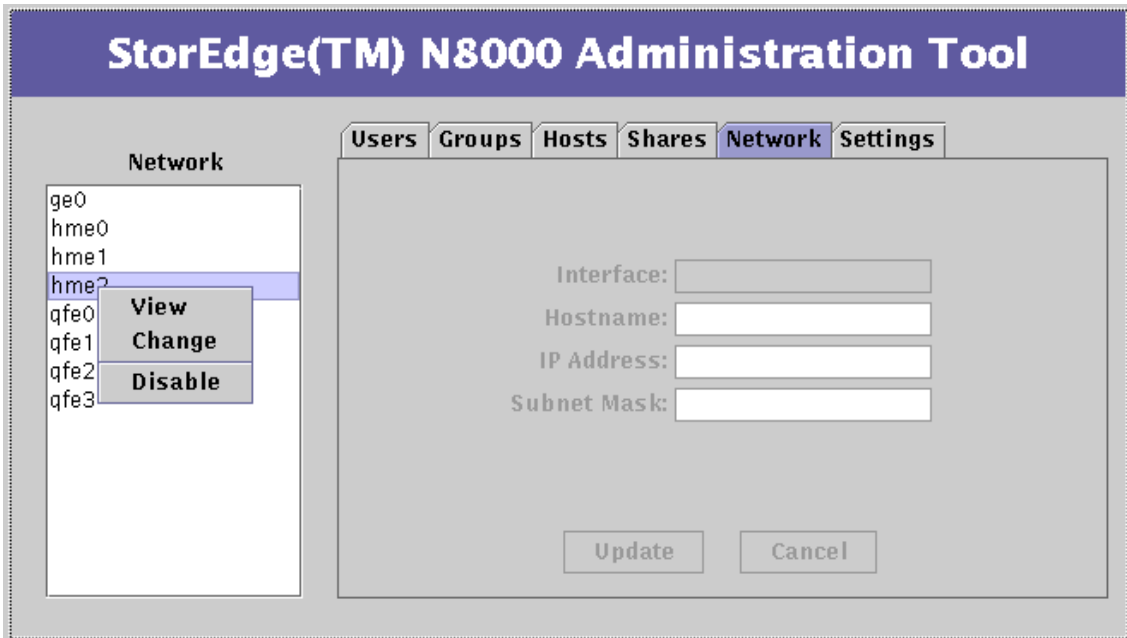 StorEdge(TM) N8000 Administration Tool
Users Groups Hosts Shares Network Settings
Network
ge0
hme0
hme1
hme2
qfe0
qfe1
qfe2
qfe3
View
Change
Disable
Interface:
Hostname:
IP Address:
Subnet Mask:
Update Cancel